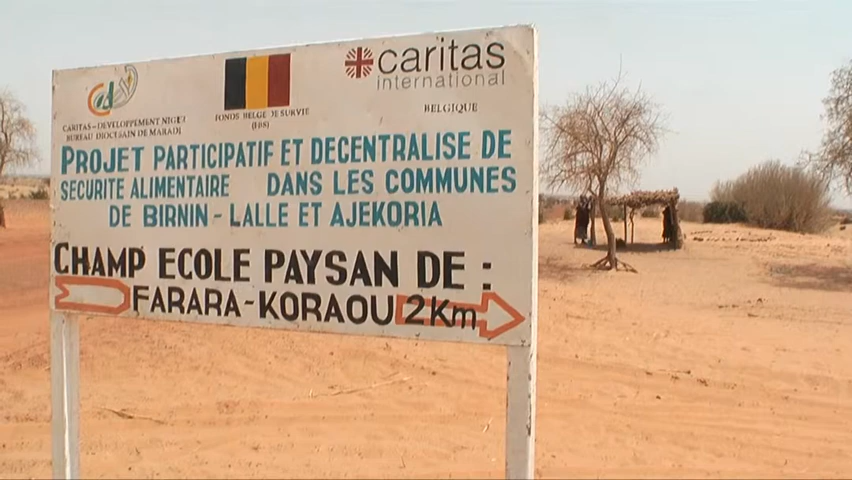 caritas
international
BELGIQUE
CARITAS-DEVELOPPEMENT NIGER
BUREAU DIOCESAIN DE MARADI
FONDS BELGE DE SURVIE
(FBS)
PROJET PARTICIPATIF ET DECENTRALISE DE
SECURITE ALIMENTAIRE DANS LES COMMUNES
DE BIRNIN-LALLE ET AJEKORIA
CHAMP ECOLE PAYSAN DE :
FARARA-KORAOU 2Km